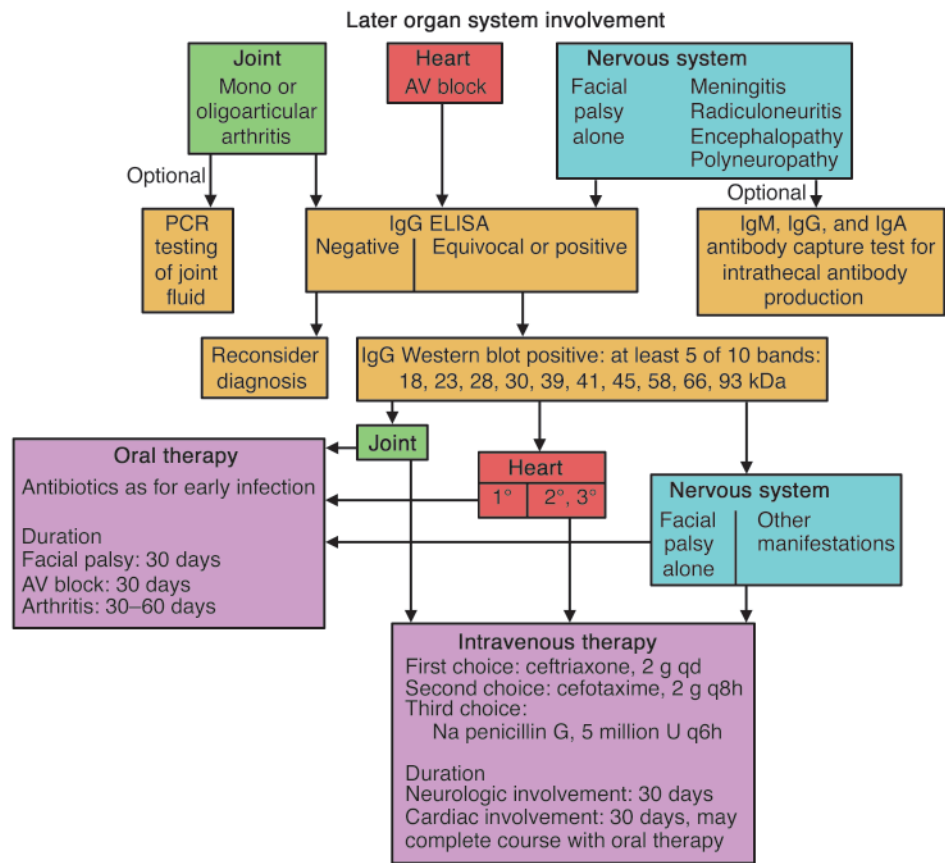 Later organ system involvement
Joint
Mono or
oligoarticular
arthritis
Heart
AV block
Nervous system
Facial
palsy
alone
Meningitis
Radiculoneuritis
Encephalopathy
Polyneuropathy
Optional
Optional
PCR
testing
of joint
fluid
IgG ELISA
Negative
Equivocal or positive
IgM, IgG, and IgA
antibody capture test for
intrathecal antibody
production
Reconsider
diagnosis
IgG Western blot positive: at least 5 of 10 bands:
18, 23, 28, 30, 39, 41, 45, 58, 66, 93 kDa
Joint
Heart
1°
2°, 3°
Nervous system
Facial
palsy
alone
Other
manifestations
Oral therapy
Antibiotics as for early infection
Duration
Facial palsy: 30 days
AV block: 30 days
Arthritis: 30–60 days
Intravenous therapy
First choice: ceftriaxone, 2 g qd
Second choice: cefotaxime, 2 g q8h
Third choice:
Na penicillin G, 5 million U q6h
Duration
Neurologic involvement: 30 days
Cardiac involvement: 30 days, may
complete course with oral therapy